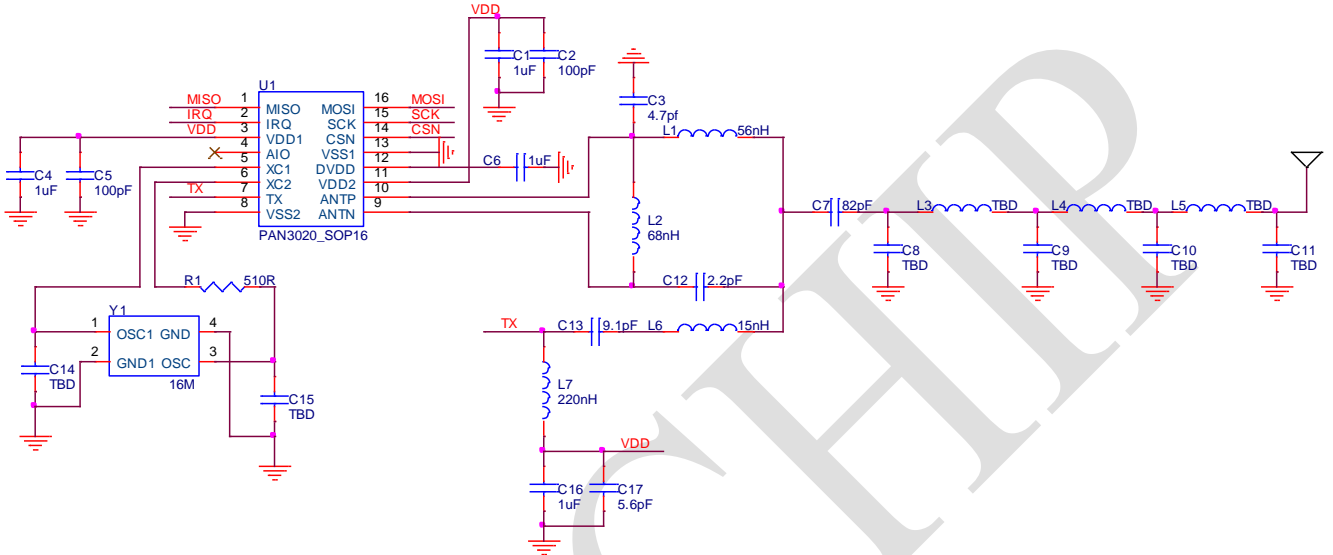 VDD
C1
1uF
C2
100pF
U1
PAN3020_SOP16
MISO
IRQ
VDD
TX
1
2
3
4
5
6
7
8
MISO
IRQ
VDD1
AIO
XC1
XC2
TX
VSS2
MOSI
SCK
CSN
VSS1
DVDD
VDD2
ANTP
ANTN
16
15
14
13
12
11
10
9
MOSI
SCK
CSN
C3
4.7pf
L1 56nH
C4
1uF
C5
100pF
C6 1uF
L2
68nH
C7 82pF
L3 TBD
L4 TBD
L5 TBD
C8
TBD
C9
TBD
C10
TBD
C11
TBD
C12 2.2pF
R1 510R
Y1
1 OSC1 GND 4
2 GND1 OSC 3
16M
C14
TBD
C15
TBD
TX
C13 9.1pF
L6 15nH
L7
220nH
VDD
C16
1uF
C17
5.6pF
CHIP